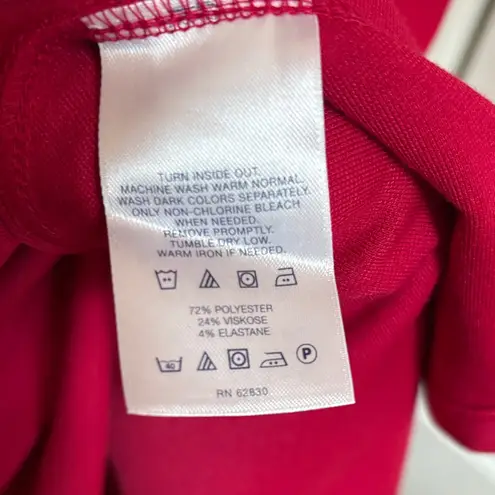 TURN INSIDE OUT.
MACHINE WASH WARM NORMAL.
WASH DARK COLORS SEPARATELY.
ONLY NON-CHLORINE BLEACH
WHEN NEEDED.
REMOVE PROMPTLY.
TUMBLE DRY LOW.
WARM IRON IF NEEDED.
72% POLYESTER
24% VISKOSE
4% ELASTANE
40 P
RN 62830